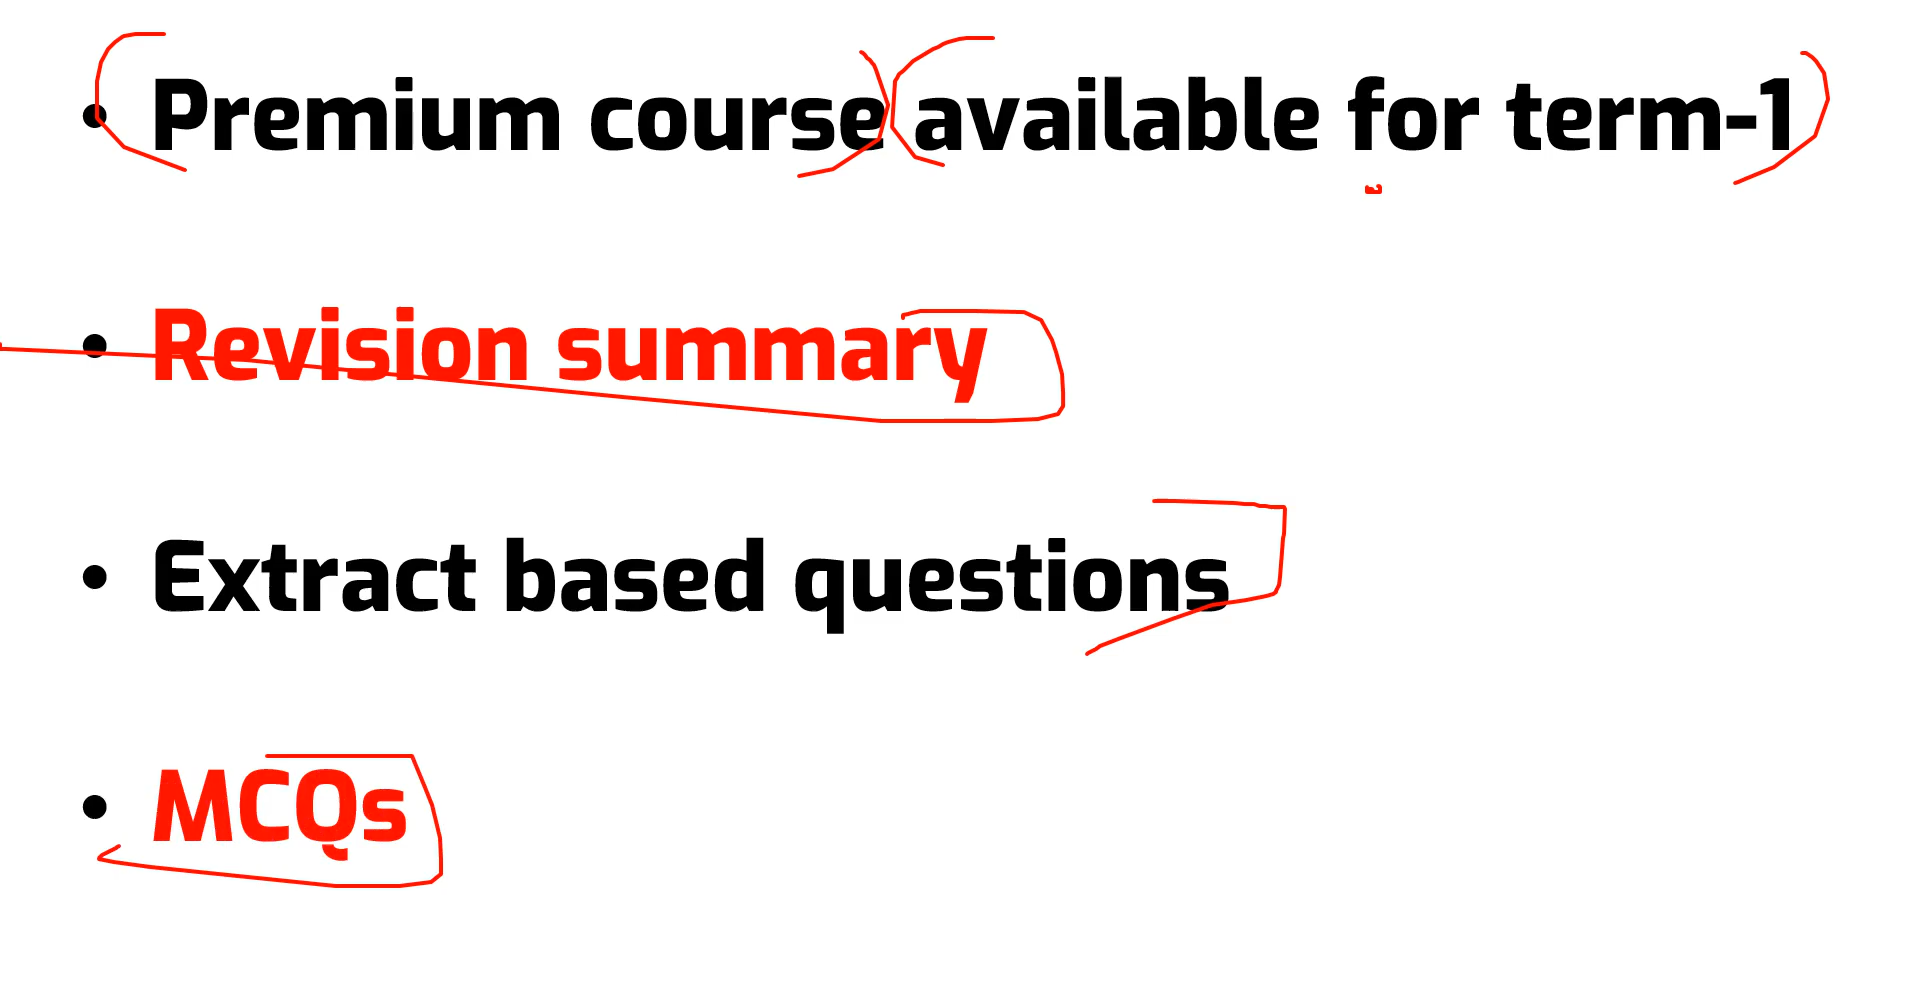 • Premium course available for term-1
• Revision summary
• Extract based questions
• MCQs